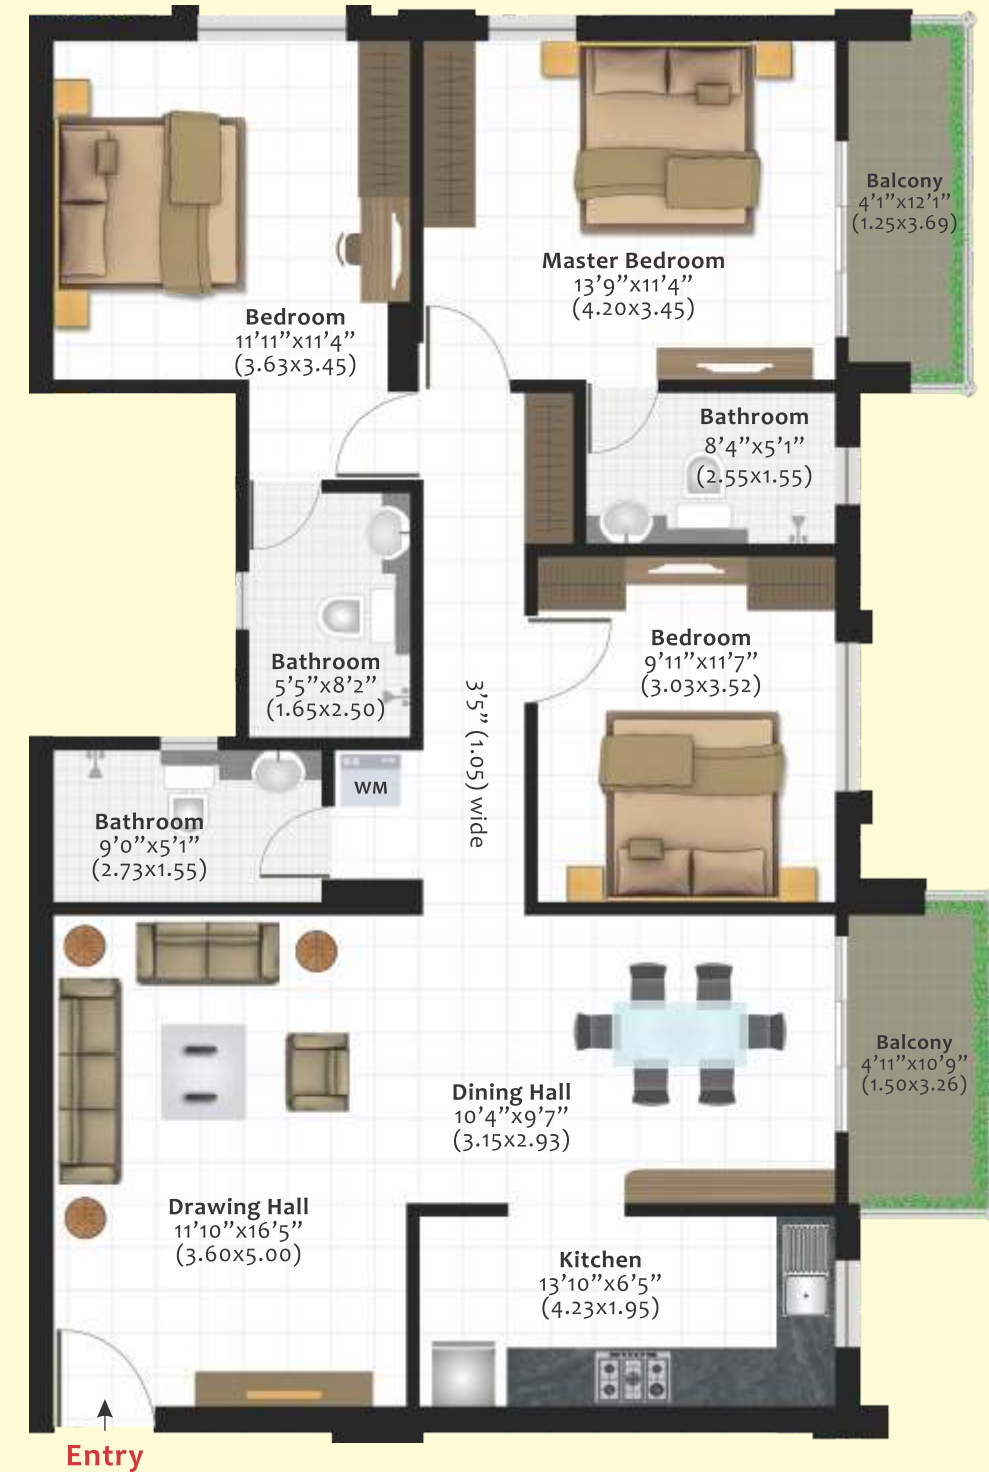 Balcony
4'1"x12'1"
(1.25x3.69)
Master Bedroom
13'9"x11'4"
(4.20x3.45)
Bedroom
11'11"x11'4"
(3.63x3.45)
Bathroom
8'4"x5'1"
(2.55x1.55)
Bedroom
9'11"x11'7"
(3.03x3.52)
Bathroom
5'5"x8'2"
(1.65x2.50)
3'5" (1.05) wide
WM
Bathroom
9'0"x5'1"
(2.73x1.55)
Balcony
4'11"x10'9"
(1.50x3.26)
Dining Hall
10'4"x9'7"
(3.15x2.93)
Drawing Hall
11'10"x16'5"
(3.60x5.00)
Kitchen
13'10"x6'5"
(4.23x1.95)
Entry